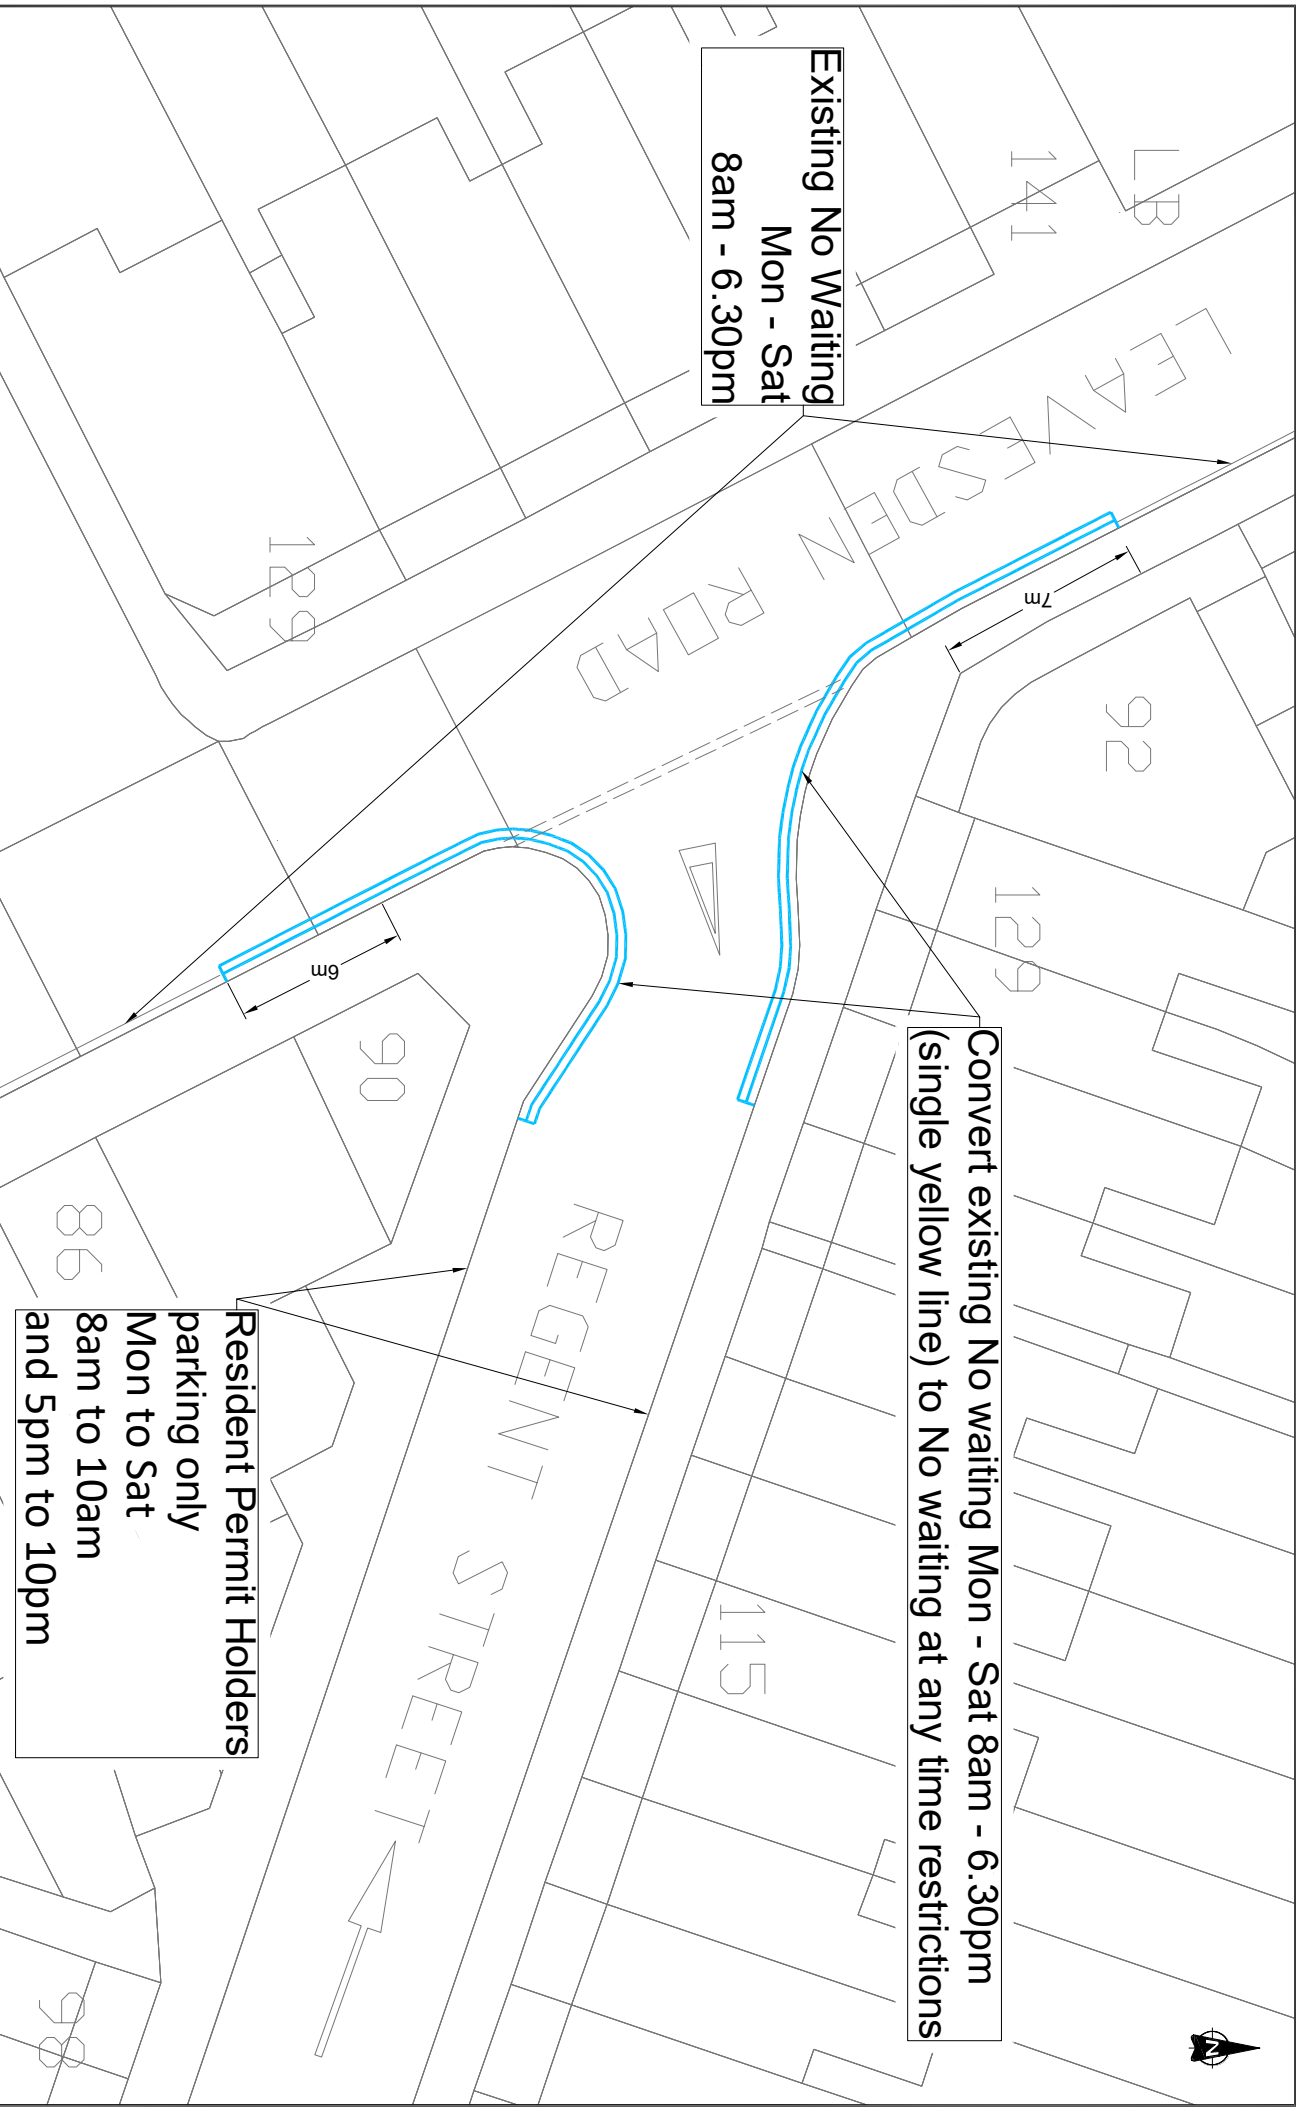 Existing No Waiting
Mon - Sat
8am - 6.30pm
LB
141
LEAVESDEN ROAD
129
7m
92
129
6m
90
86
Convert existing No waiting Mon - Sat 8am - 6.30pm
(single yellow line) to No waiting at any time restrictions
REGENT STREET
115
Resident Permit Holders
parking only
Mon to Sat
8am to 10am
and 5pm to 10pm
98
N